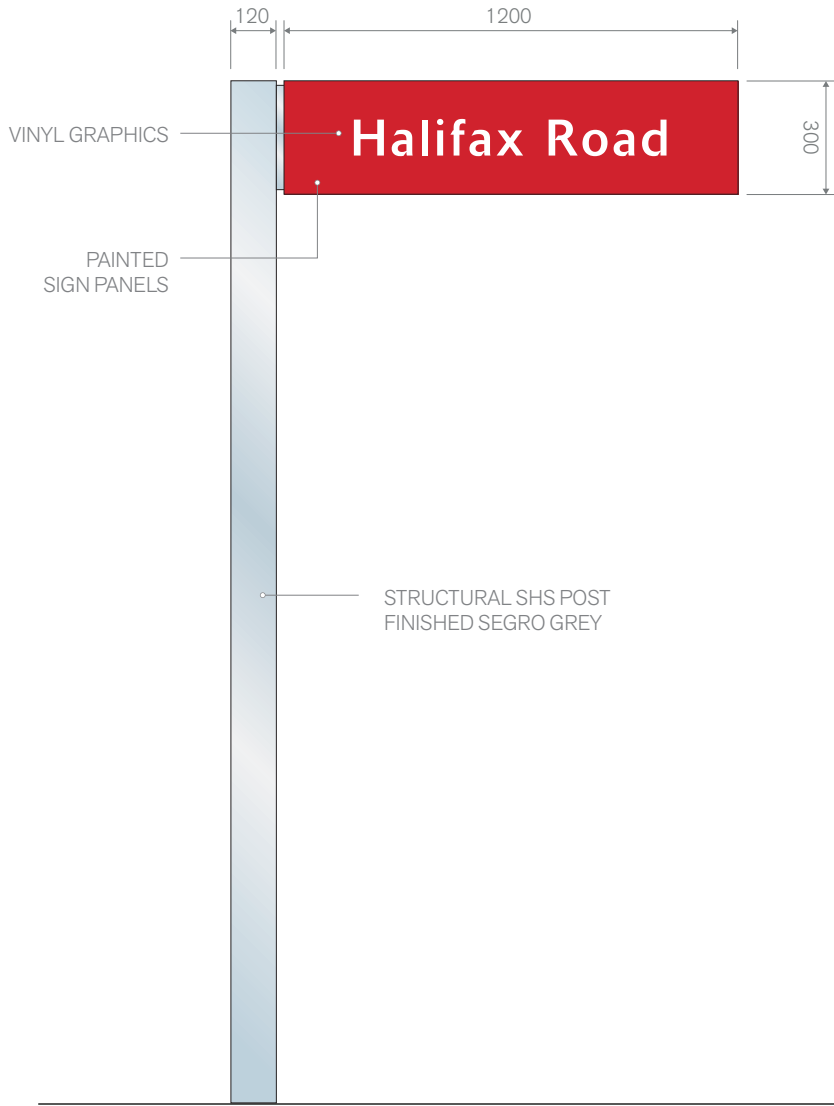 120
1200
VINYL GRAPHICS
Halifax Road
300
PAINTED
SIGN PANELS
STRUCTURAL SHS POST
FINISHED SEGRO GREY